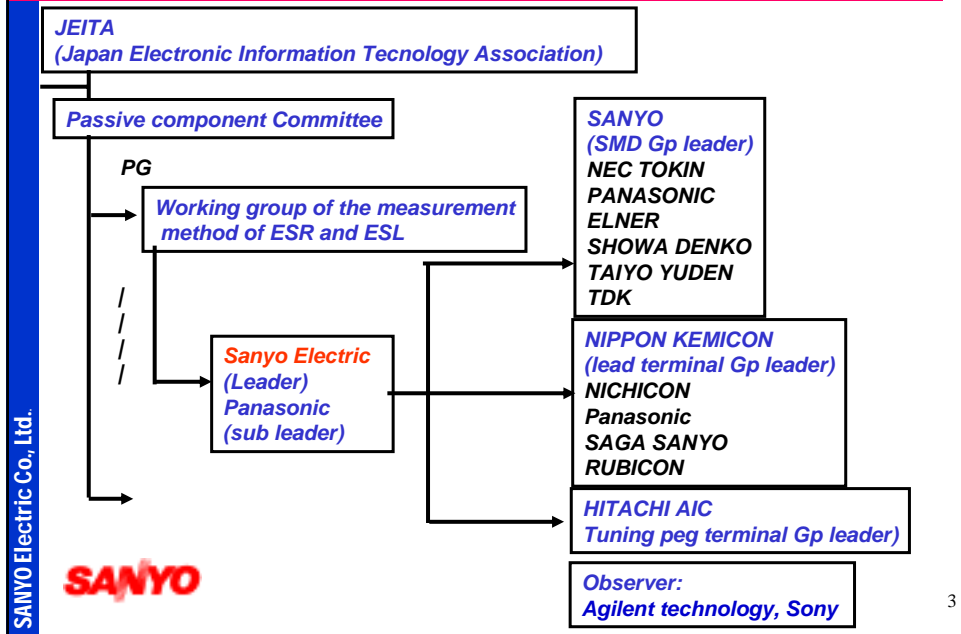 JEITA
(Japan Electronic Information Tecnology Association)
Passive component Committee
PG
Working group of the measurement
method of ESR and ESL
/
/
/
/
Sanyo Electric
(Leader)
Panasonic
(sub leader)
SANYO
(SMD Gp leader)
NEC TOKIN
PANASONIC
ELNER
SHOWA DENKO
TAIYO YUDEN
TDK
NIPPON KEMICON
(lead terminal Gp leader)
NICHICON
Panasonic
SAGA SANYO
RUBICON
HITACHI AIC
Tuning peg terminal Gp leader)
Observer:
Agilent technology, Sony
SANYO Electric Co., Ltd..
SANYO
3